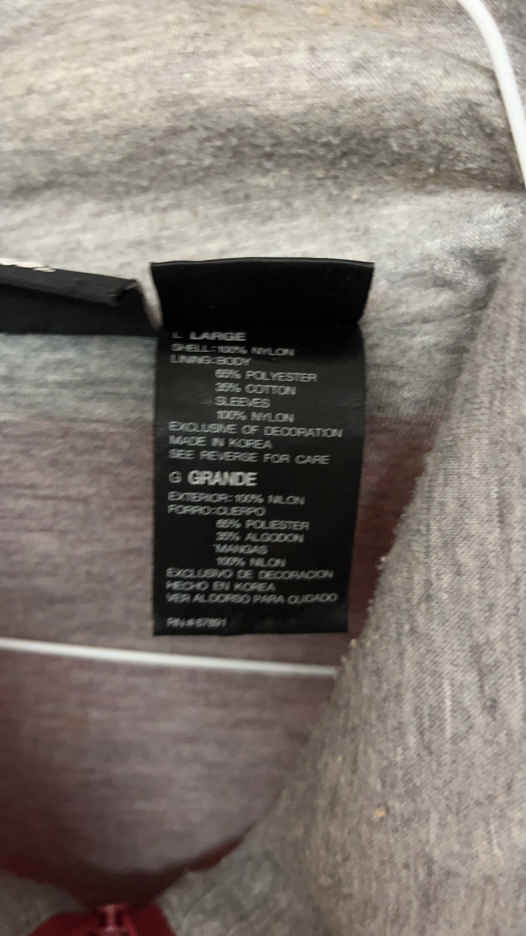 L LARGE
SHELL:100% NYLON
LINING:BODY
65% POLYESTER
35% COTTON
SLEEVES
100% NYLON
EXCLUSIVE OF DECORATION
MADE IN KOREA
SEE REVERSE FOR CARE
G GRANDE
EXTERIOR:100% NILON
FORRO:CUERPO
65% POLIESTER
35% ALGODON
MANGAS
100% NILON
EXCLUSIVO DE DECORACION
HECHO EN KOREA
VER AL DORSO PARA CUIDADO
RN# 67891